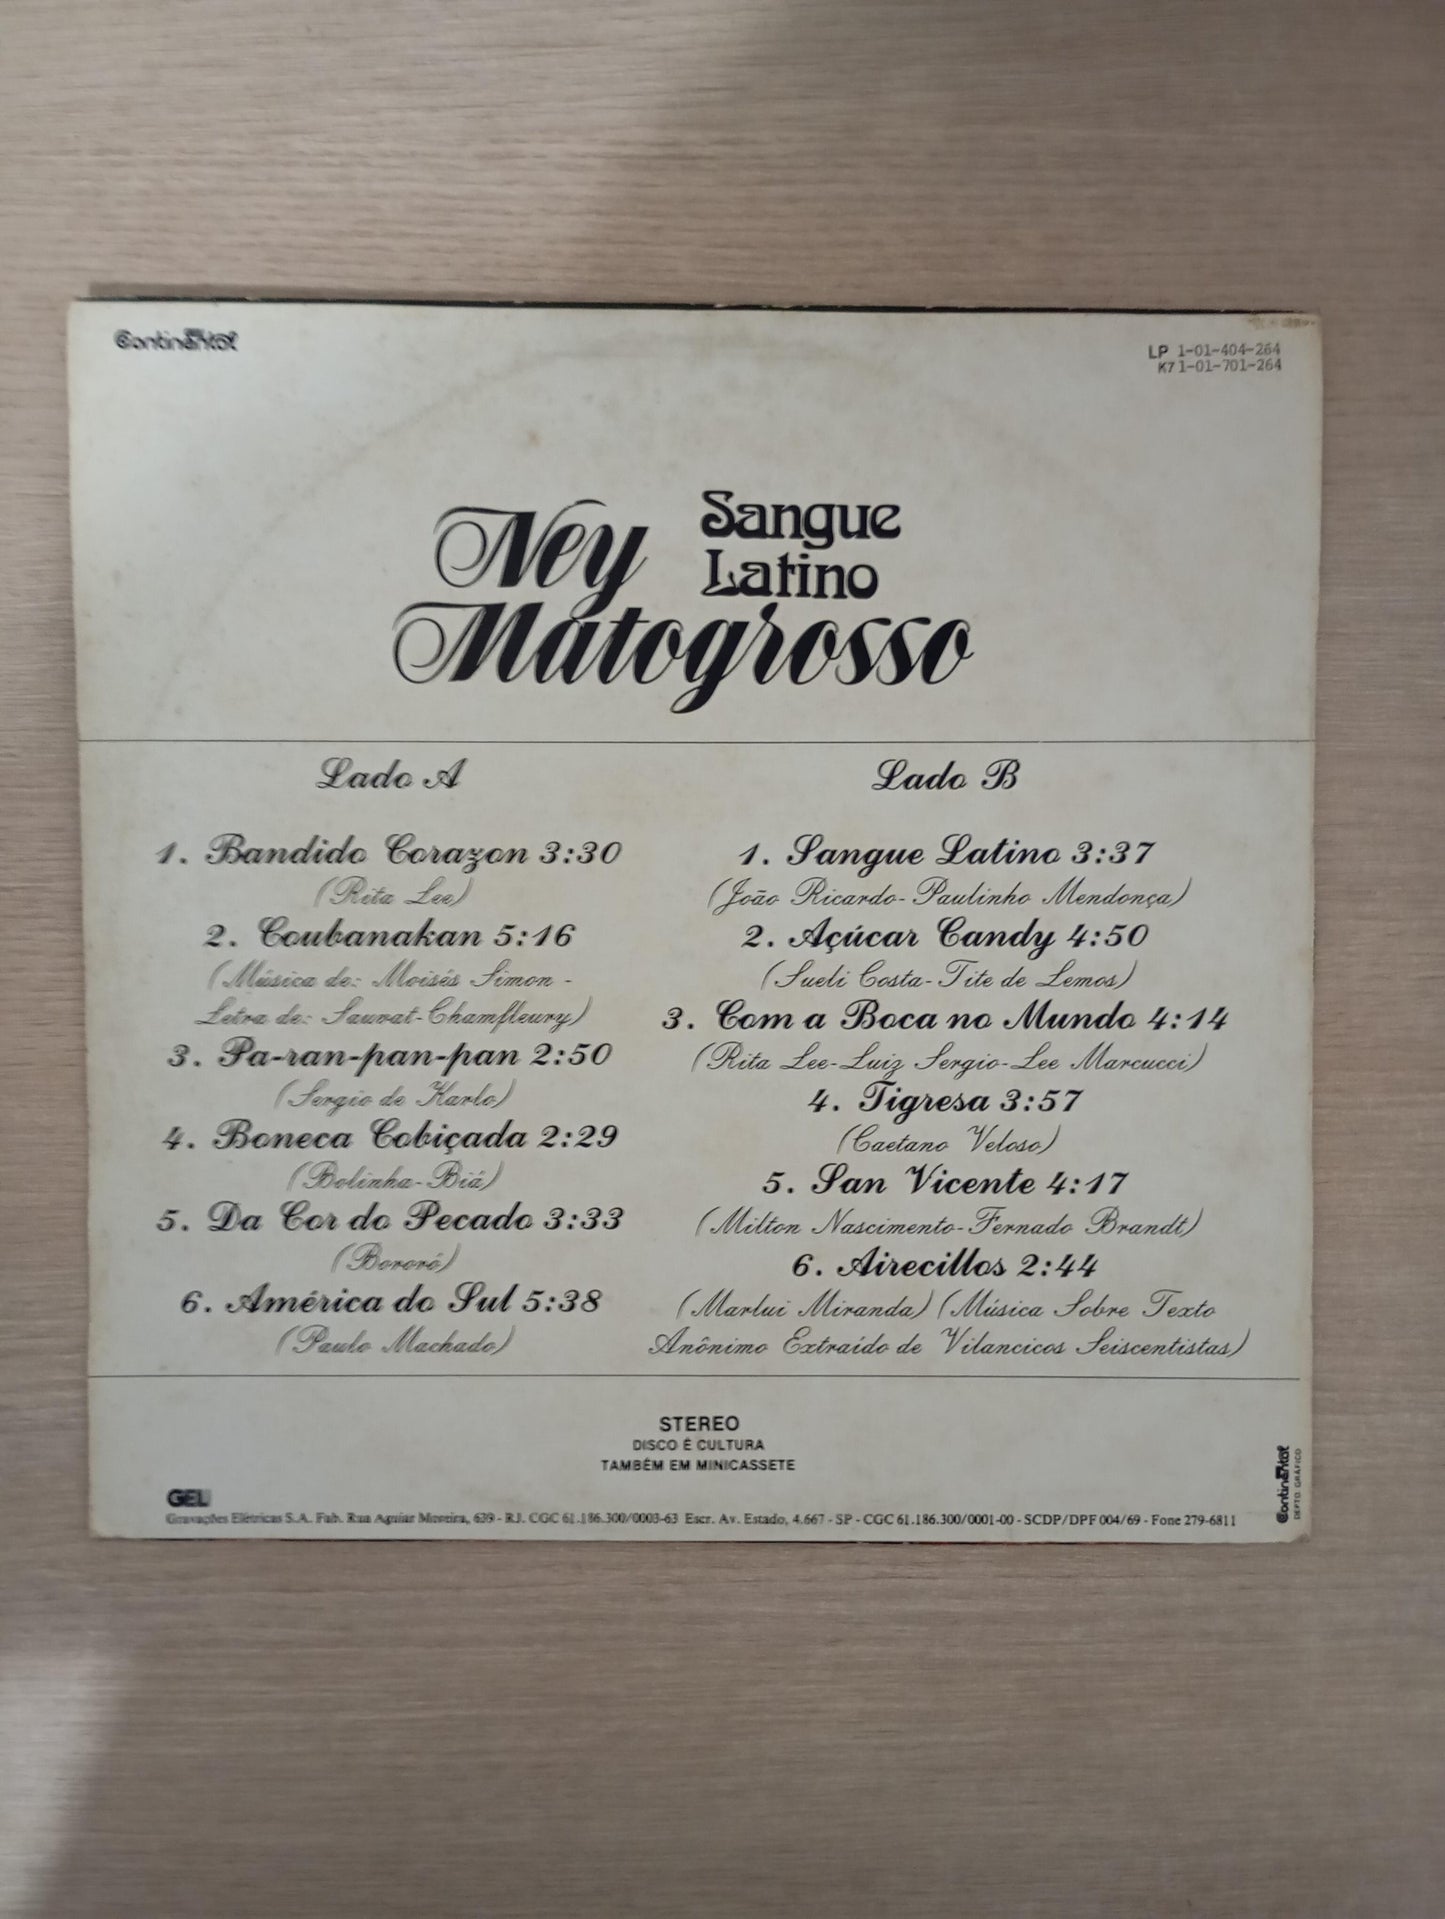 Continental
LP 1-01-404-264
K7 1-01-701-264
Ney
Sangue
Latino
Matogrosso
Lado A
1. Bandido Corazon 3:30
(Rita Lee)
2. Coubanakan 5:16
(Música de: Moisés Simon -
Letra de: Sauvat-Chamfleury)
3. Pa-ran-pan-pan 2:50
(Sergio de Karlo)
4. Boneca Cobiçada 2:29
(Bolinha-Biá)
5. Da Cor do Pecado 3:33
(Bororó)
6. América do Sul 5:38
(Paulo Machado)
Lado B
1. Sangue Latino 3:37
(João Ricardo-Paulinho Mendonça)
2. Açúcar Candy 4:50
(Sueli Costa-Tite de Lemos)
3. Com a Boca no Mundo 4:14
(Rita Lee-Luiz Sergio-Lee Marcucci)
4. Tigresa 3:57
(Caetano Veloso)
5. San Vicente 4:17
(Milton Nascimento-Fernado Brandt)
6. Airecillos 2:44
(Marlui Miranda) (Música Sobre Texto
Anônimo Extraído de Vilancicos Seiscentistas)
STEREO
DISCO É CULTURA
TAMBÉM EM MINICASSETE
GEL
Gravações Elétricas S.A. Fab. Rua Aguiar Moreira, 639 - RJ. CGC 61.186.300/0003-63 Escr. Av. Estado, 4.667 - SP - CGC 61.186.300/0001-00 - SCDP/DPF 004/69 - Fone 279-6811
Continental
DEPTO. GRÁFICO